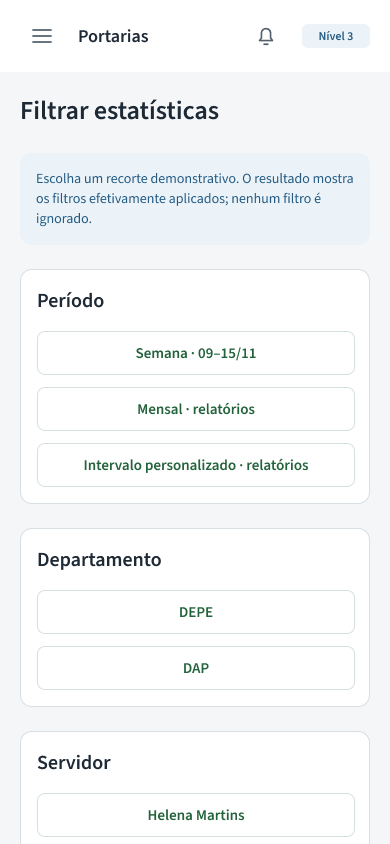 Portarias
Nível 3
Filtrar estatísticas
Escolha um recorte demonstrativo. O resultado mostra
os filtros efetivamente aplicados; nenhum filtro é
ignorado.
Período
Semana · 09–15/11
Mensal · relatórios
Intervalo personalizado · relatórios
Departamento
DEPE
DAP
Servidor
Helena Martins